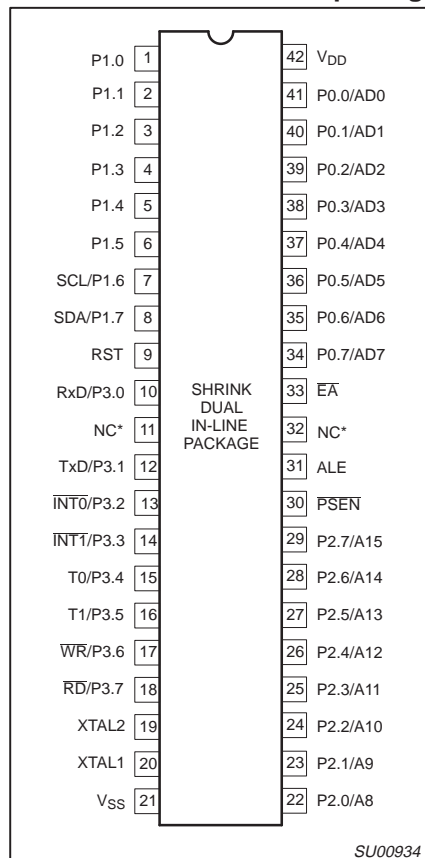 P1.0 1 42 VDD
P1.1 2 41 P0.0/AD0
P1.2 3 40 P0.1/AD1
P1.3 4 39 P0.2/AD2
P1.4 5 38 P0.3/AD3
P1.5 6 37 P0.4/AD4
SCL/P1.6 7 36 P0.5/AD5
SDA/P1.7 8 35 P0.6/AD6
RST 9 34 P0.7/AD7
RxD/P3.0 10 33 EA
NC* 11 32 NC*
TxD/P3.1 12 31 ALE
INT0/P3.2 13 30 PSEN
INT1/P3.3 14 29 P2.7/A15
T0/P3.4 15 28 P2.6/A14
T1/P3.5 16 27 P2.5/A13
WR/P3.6 17 26 P2.4/A12
RD/P3.7 18 25 P2.3/A11
XTAL2 19 24 P2.2/A10
XTAL1 20 23 P2.1/A9
VSS 21 22 P2.0/A8
SHRINK
DUAL
IN-LINE
PACKAGE
SU00934